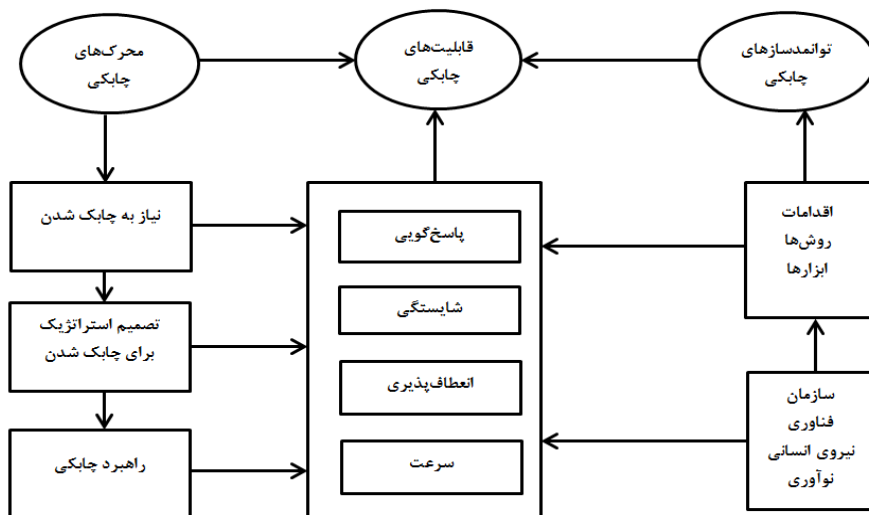 محرک‌های
چابکی
قابلیت‌های
چابکی
توانمدسازهای
چابکی
نیاز به چابک شدن
تصمیم استراتژیک
برای چابک شدن
راهبرد چابکی
پاسخ‌گویی
شایستگی
انعطاف‌پذیری
سرعت
اقدامات
روش‌ها
ابزارها
سازمان
فناوری
نیروی انسانی
نوآوری